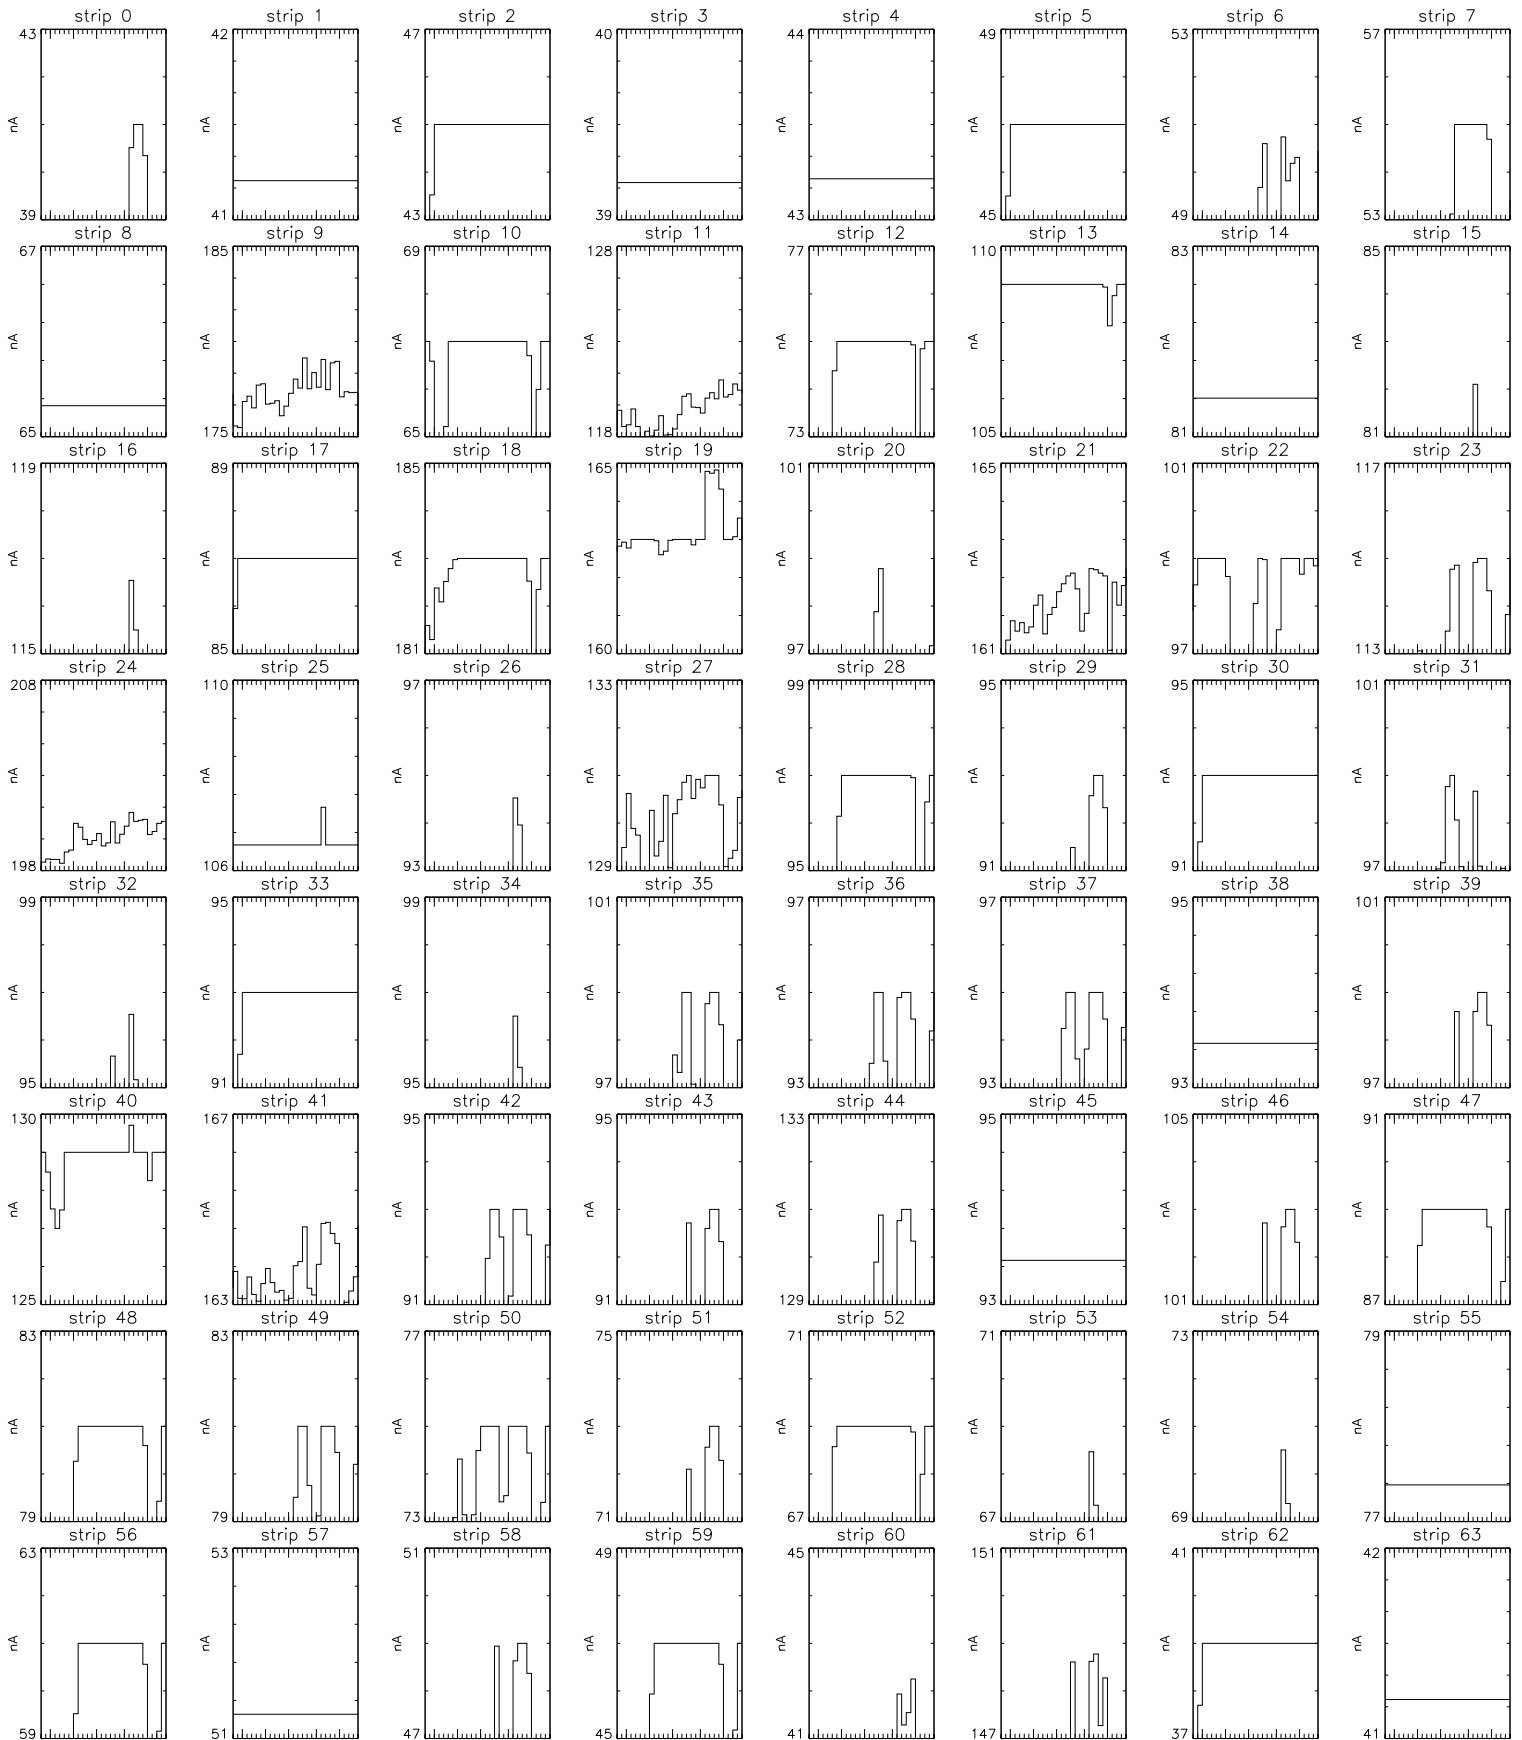 strip 0 strip 1 strip 2 strip 3 strip 4 strip 5 strip 6 strip 7
43 42 47 40 44 49 53 57
nA nA nA nA nA nA nA nA
39 41 43 39 43 45 49 53
strip 8 strip 9 strip 10 strip 11 strip 12 strip 13 strip 14 strip 15
67 185 69 128 77 110 83 85
nA nA nA nA nA nA nA nA
65 175 65 118 73 105 81 81
strip 16 strip 17 strip 18 strip 19 strip 20 strip 21 strip 22 strip 23
119 89 185 165 101 165 101 117
nA nA nA nA nA nA nA nA
115 85 181 160 97 161 97 113
strip 24 strip 25 strip 26 strip 27 strip 28 strip 29 strip 30 strip 31
208 110 97 133 99 95 95 101
nA nA nA nA nA nA nA nA
198 106 93 129 95 91 91 97
strip 32 strip 33 strip 34 strip 35 strip 36 strip 37 strip 38 strip 39
99 95 99 101 97 97 95 101
nA nA nA nA nA nA nA nA
95 91 95 97 93 93 93 97
strip 40 strip 41 strip 42 strip 43 strip 44 strip 45 strip 46 strip 47
130 167 95 95 133 95 105 91
nA nA nA nA nA nA nA nA
125 163 91 91 129 93 101 87
strip 48 strip 49 strip 50 strip 51 strip 52 strip 53 strip 54 strip 55
83 83 77 75 71 71 73 79
nA nA nA nA nA nA nA nA
79 79 73 71 67 67 69 77
strip 56 strip 57 strip 58 strip 59 strip 60 strip 61 strip 62 strip 63
63 53 51 49 45 151 41 42
nA nA nA nA nA nA nA nA
59 51 47 45 41 147 37 41